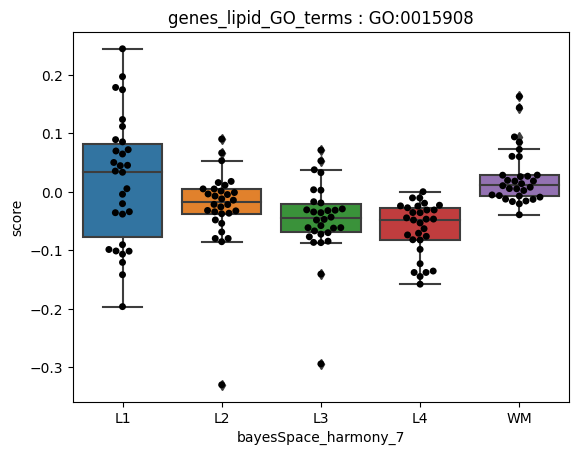 genes_lipid_GO_terms : GO:0015908
score
0.2
0.1
0.0
−0.1
−0.2
−0.3
L1 L2 L3 L4 WM
bayesSpace_harmony_7